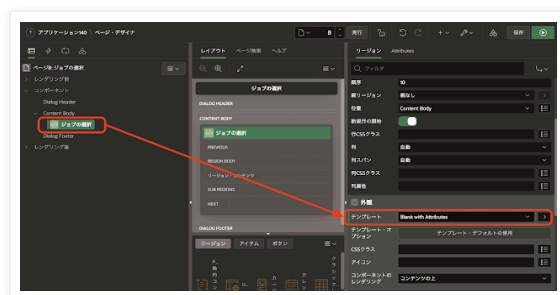 アプリケーション140 \ ページ・デザイナ
8
実行
保存
レイアウト ページ検索 ヘルプ
リージョン Attributes
ページ8: ジョブの選択
レンダリング前
コンポーネント
Dialog Header
Content Body
ジョブの選択
Dialog Footer
レンダリング後
ジョブの選択
DIALOG HEADER
CONTENT BODY
ジョブの選択
PREVIOUS
REGION BODY
リージョン・コンテンツ
SUB REGIONS
NEXT
DIALOG FOOTER
リージョン アイテム ボタン
フィルタ
順序 10
親リージョン 親なし
位置 Content Body
新規行の開始
行CSSクラス
列 自動
列スパン 自動
列CSSクラス
列属性
外観
テンプレート Blank with Attributes
テンプレート・オプション テンプレート・デフォルトの使用
CSSクラス
アイコン
コンポーネントのレンダリング コンテンツの上